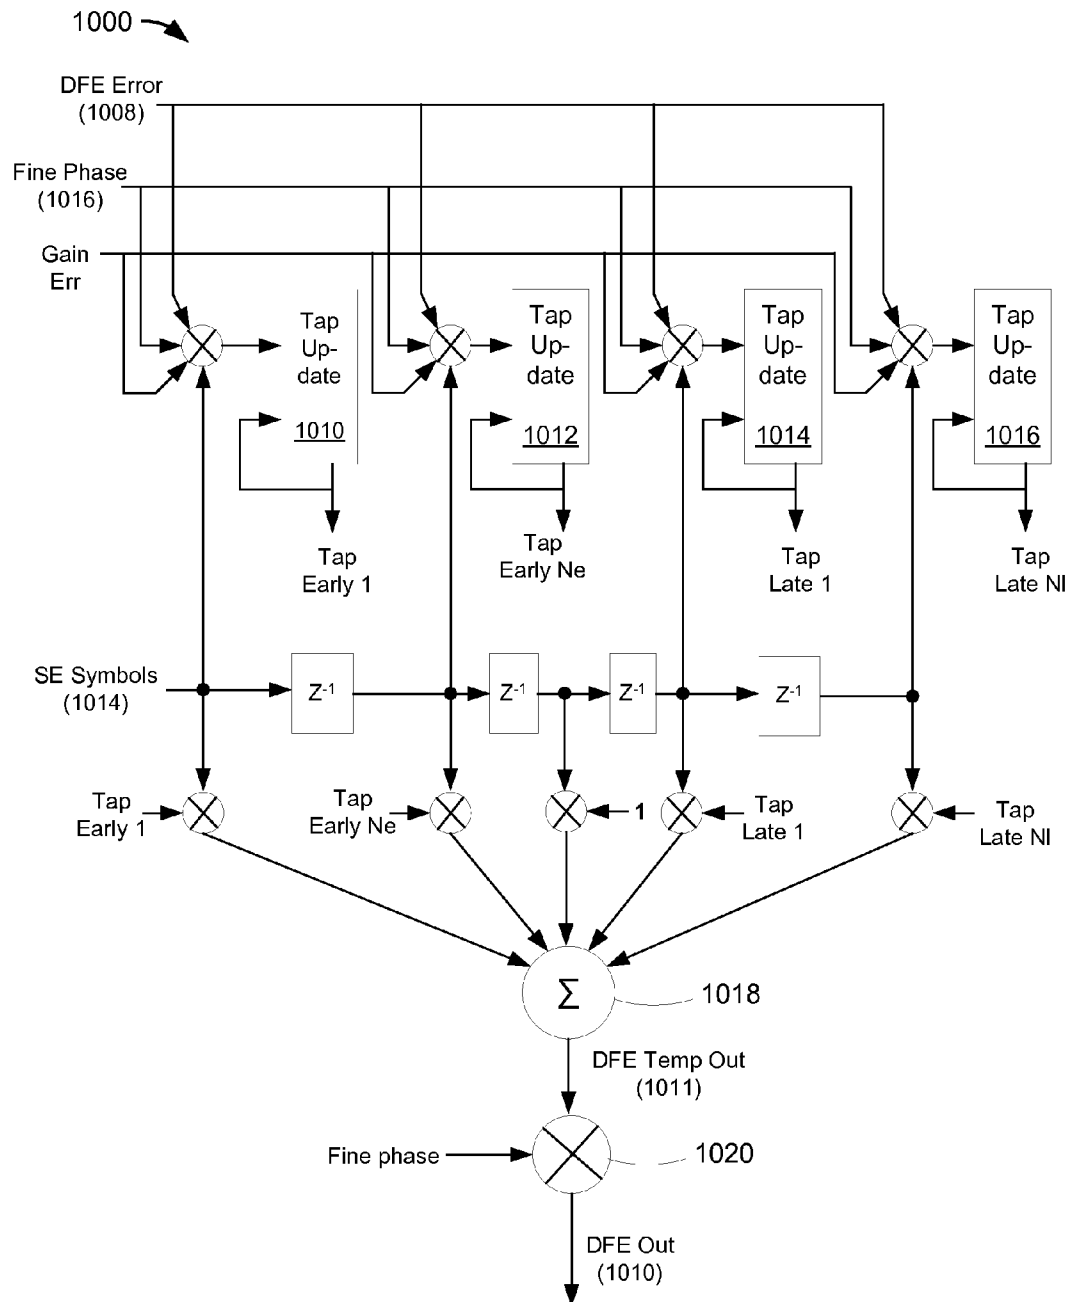 1000
DFE Error
(1008)
Fine Phase
(1016)
Gain
Err
Tap
Up-
date
1010
Tap
Up-
date
1012
Tap
Up-
date
1014
Tap
Up-
date
1016
Tap
Early 1
Tap
Early Ne
Tap
Late 1
Tap
Late Nl
SE Symbols
(1014)
Z-1
Z-1
Z-1
Z-1
Tap
Early 1
Tap
Early Ne
1
Tap
Late 1
Tap
Late Nl
Σ
1018
DFE Temp Out
(1011)
Fine phase
1020
DFE Out
(1010)